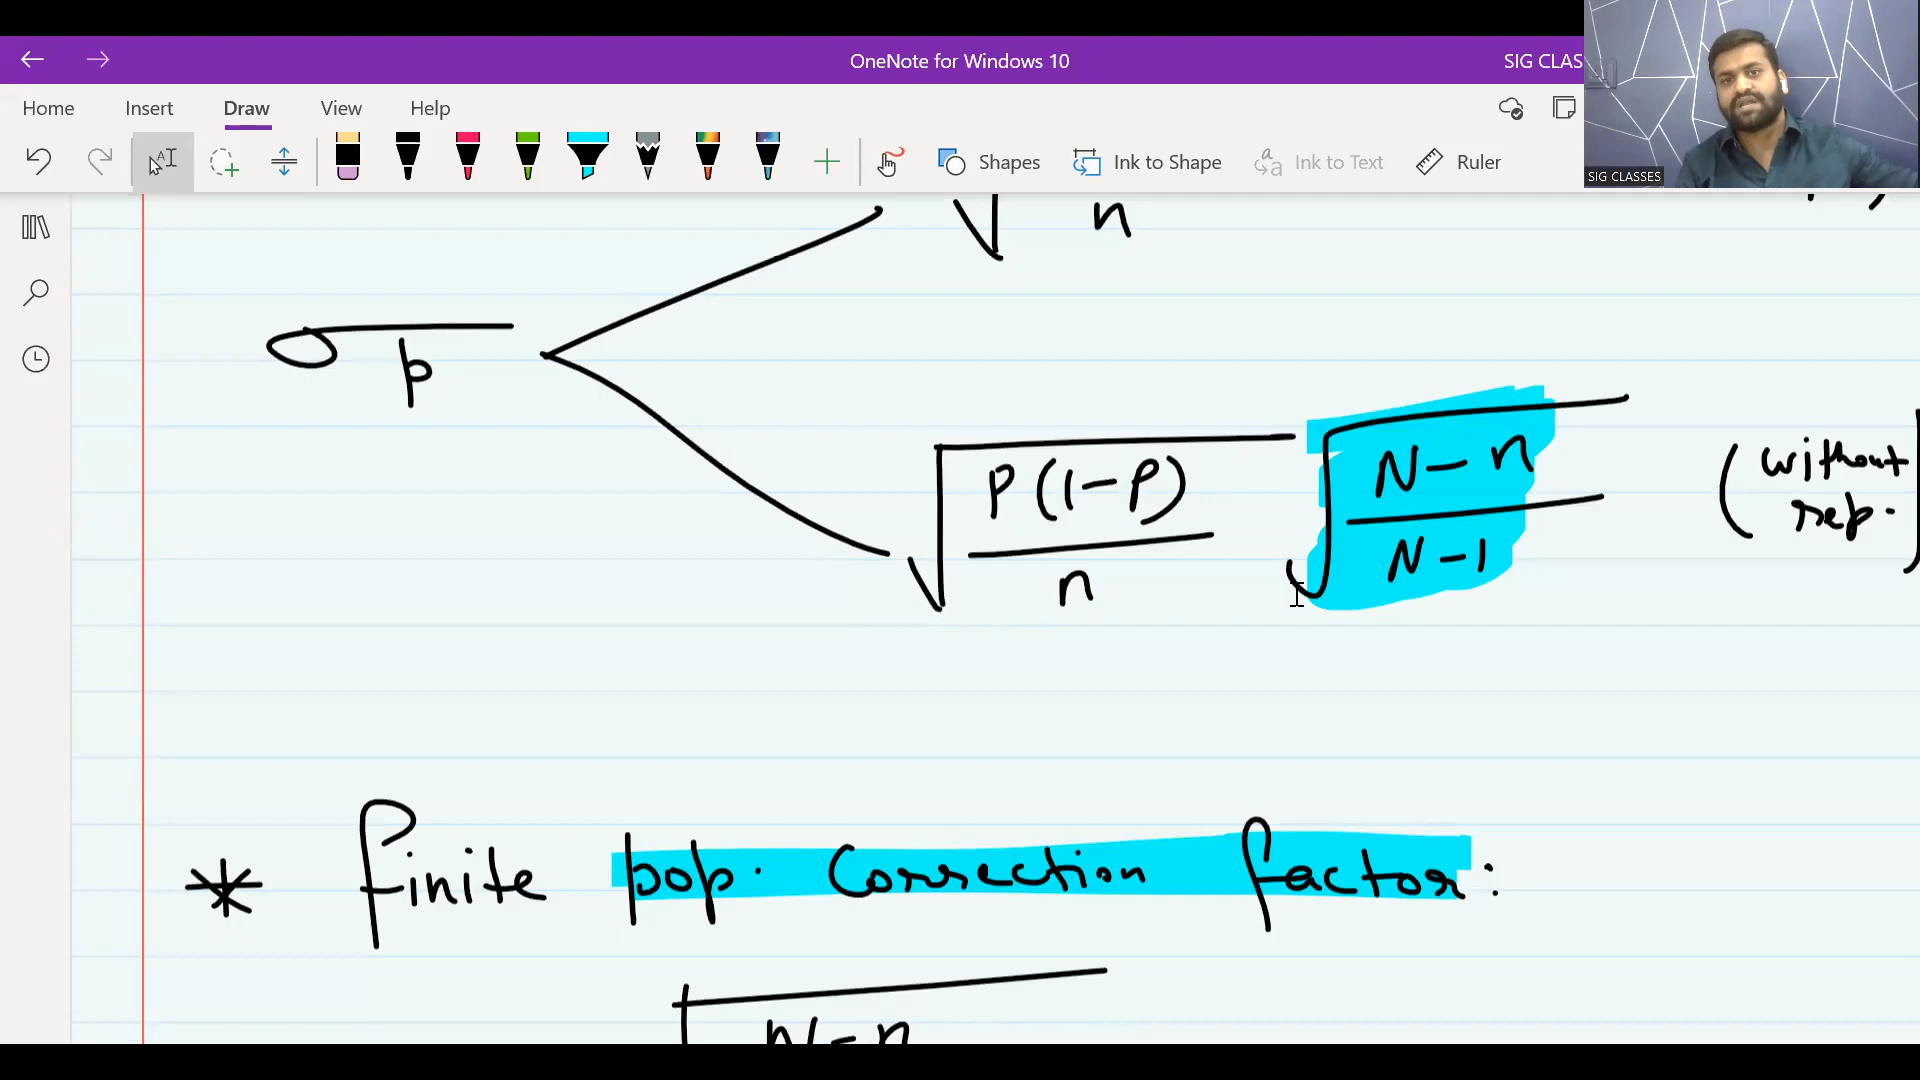 OneNote for Windows 10
SIG CLAS
Home Insert Draw View Help
Shapes Ink to Shape Ink to Text Ruler
SIG CLASSES
√ n
σp
√ P(1-P) / n √ N-n / N-1 (without rep.)
* finite pop. Correction factor:
√ N-n